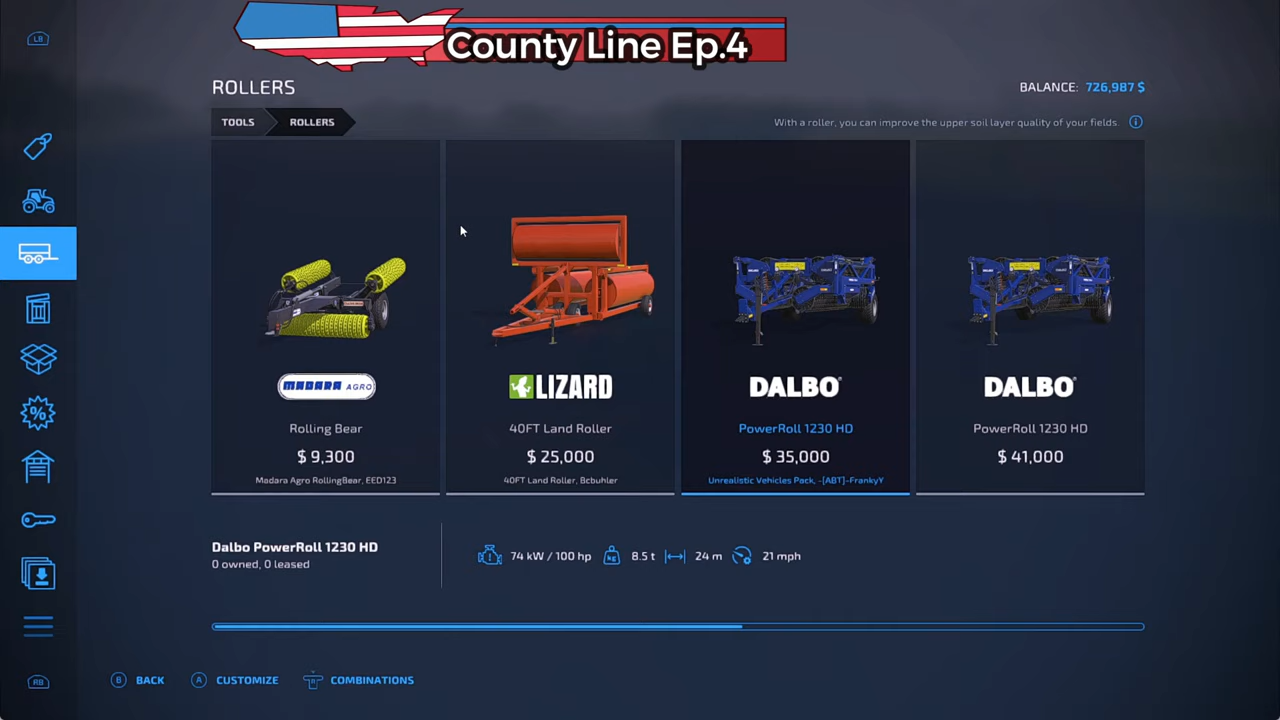 County Line Ep.4
LB
ROLLERS
BALANCE: 726,987 $
TOOLS ROLLERS
With a roller, you can improve the upper soil layer quality of your fields.
MADARA AGRO
LIZARD
DALBO
DALBO
Rolling Bear
40FT Land Roller
PowerRoll 1230 HD
PowerRoll 1230 HD
$ 9,300
$ 25,000
$ 35,000
$ 41,000
Madara Agro RollingBear, EED123
40FT Land Roller, Bcbuhler
Unrealistic Vehicles Pack, -[ABT]-FrankyY
Dalbo PowerRoll 1230 HD
0 owned, 0 leased
74 kW / 100 hp
8.5 t
24 m
21 mph
RB
B BACK
A CUSTOMIZE
COMBINATIONS